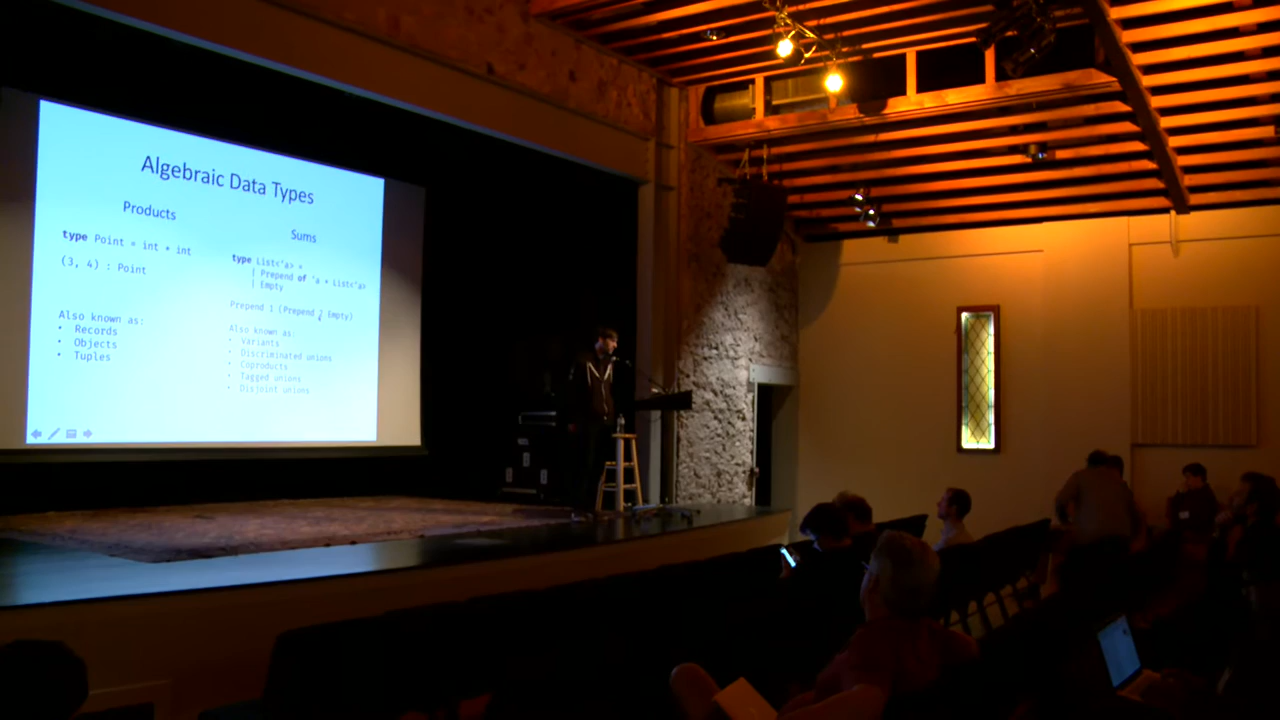 Algebraic Data Types
Products
type Point = int * int
(3, 4) : Point
Also known as:
• Records
• Objects
• Tuples
Sums
type List<'a> =
| Prepend of 'a * List<'a>
| Empty
Prepend 1 (Prepend 2 Empty)
Also known as:
• Variants
• Discriminated unions
• Coproducts
• Tagged unions
• Disjoint unions